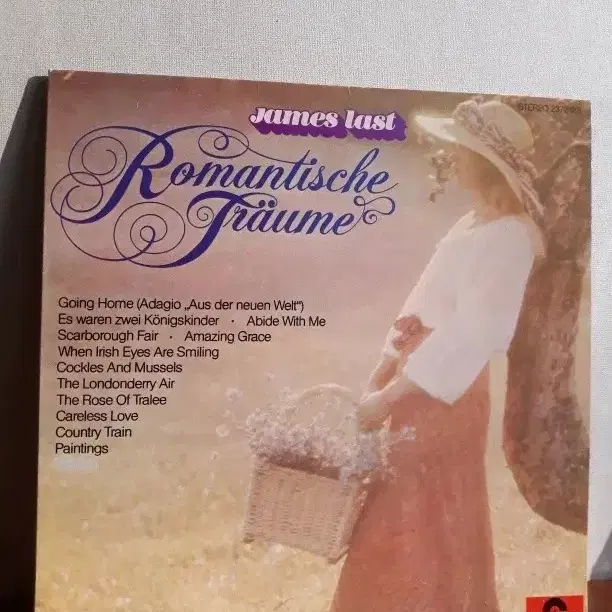 STEREO
james last
Romantische
Träume
Going Home (Adagio „Aus der neuen Welt“)
Es waren zwei Königskinder · Abide With Me
Scarborough Fair · Amazing Grace
When Irish Eyes Are Smiling
Cockles And Mussels
The Londonderry Air
The Rose Of Tralee
Careless Love
Country Train
Paintings